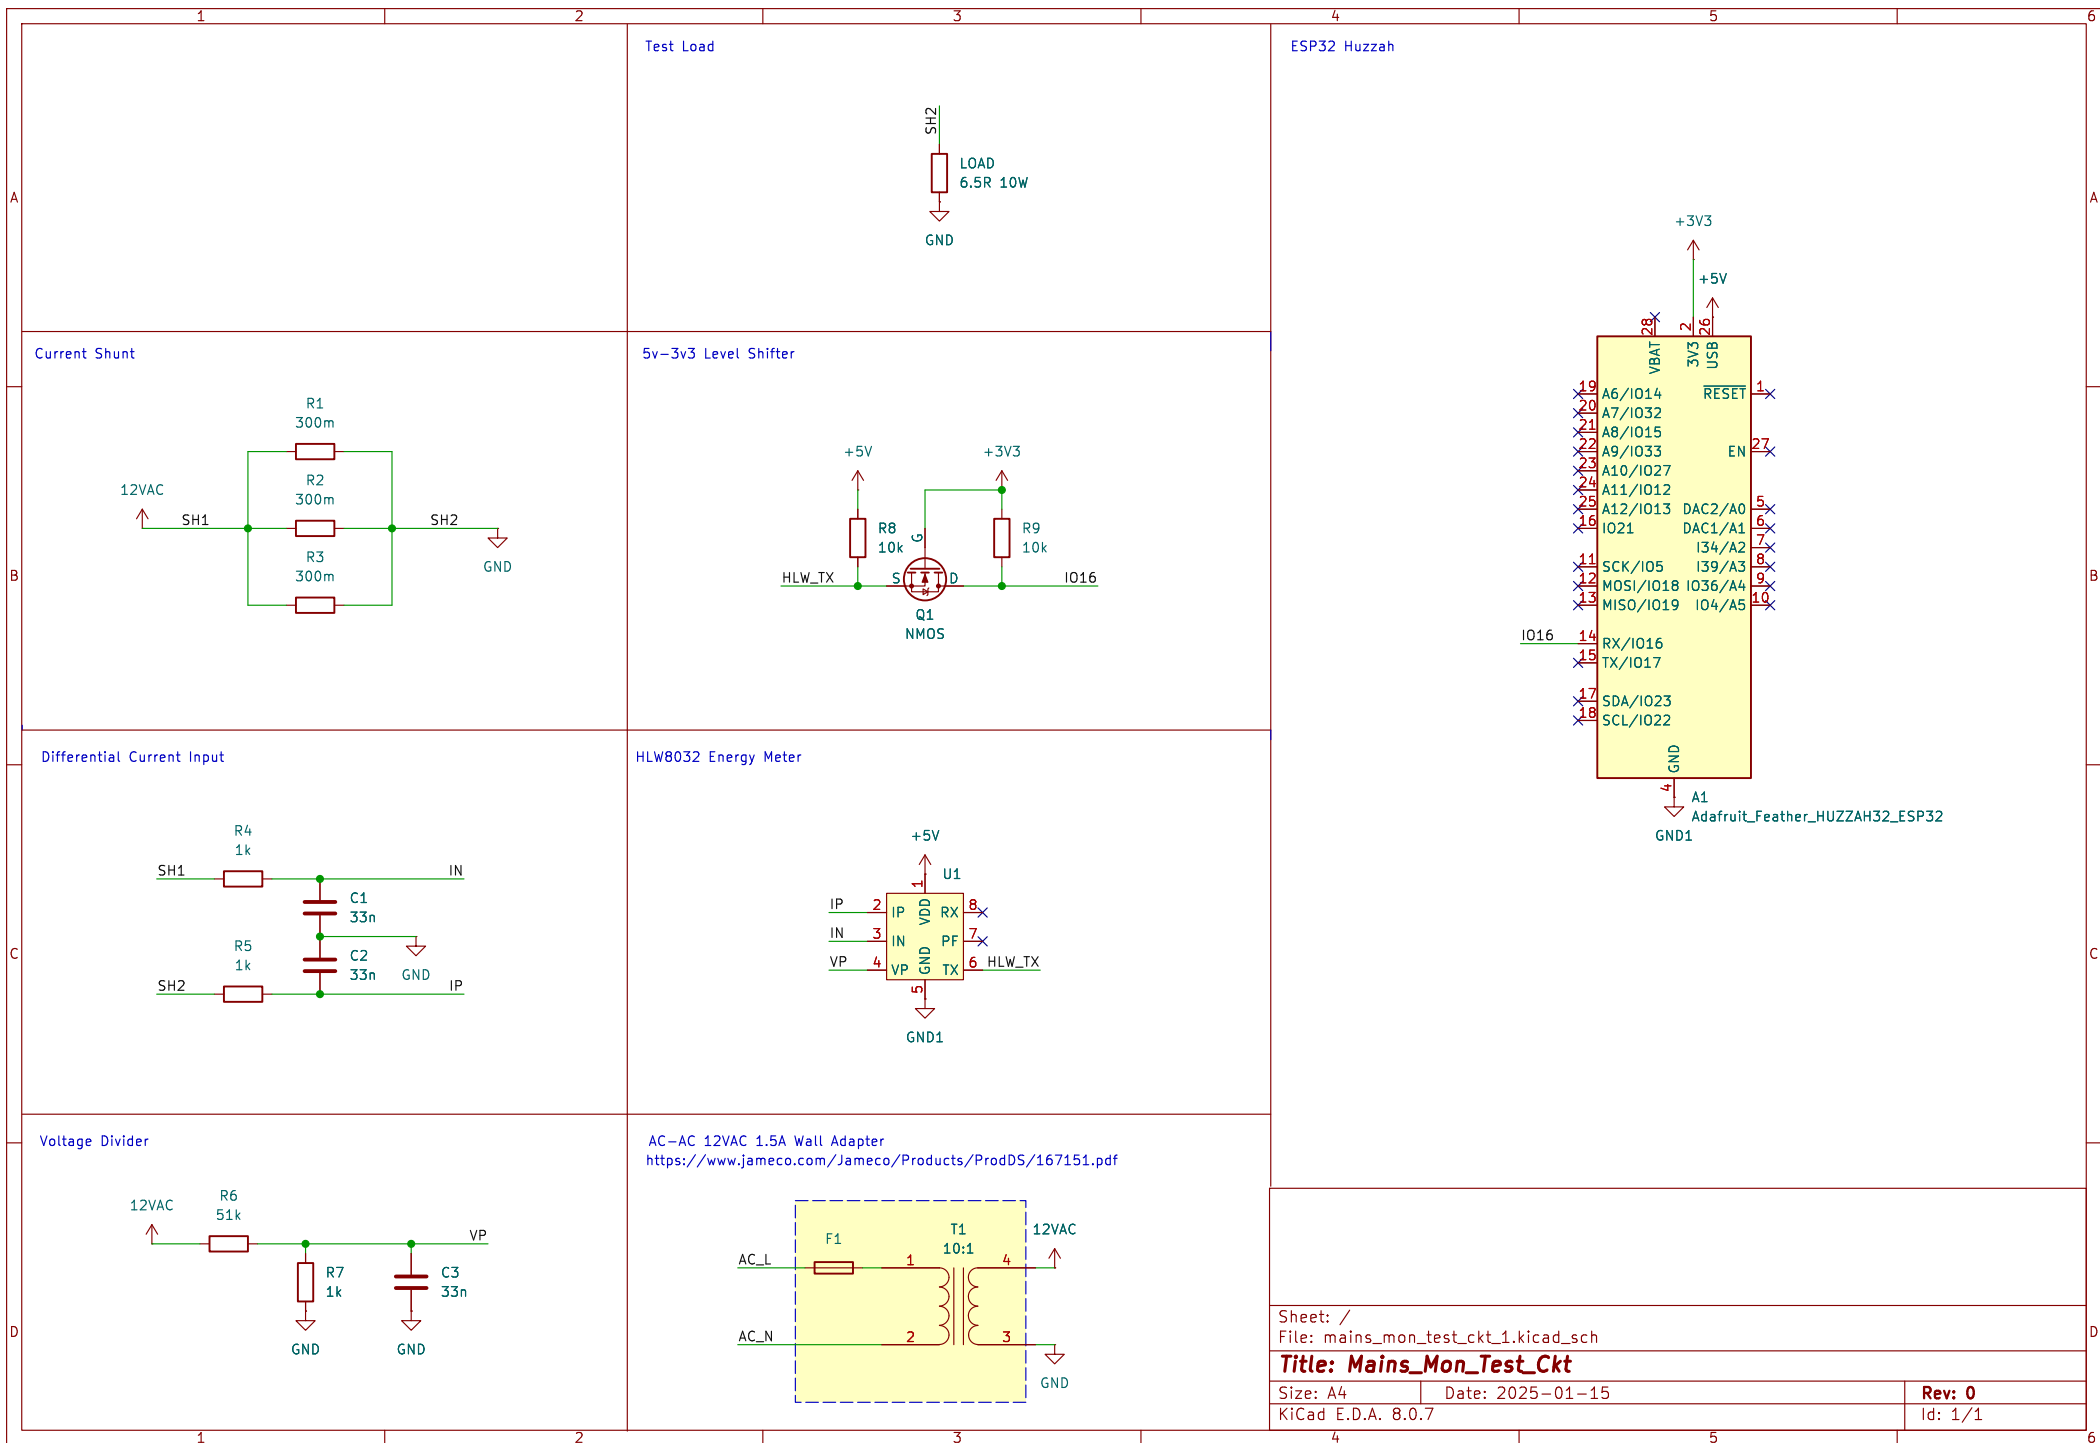 1 2 3 4 5 6
A
B
C
D
A
B
C
D
1 2 3 4 5 6
Test Load
SH2
LOAD
6.5R 10W
GND
ESP32 Huzzah
+3V3
+5V
28
2
26
VBAT
3V3
USB
19 A6/IO14
20 A7/IO32
21 A8/IO15
22 A9/IO33
23 A10/IO27
24 A11/IO12
25 A12/IO13
16 IO21
11 SCK/IO5
12 MOSI/IO18
13 MISO/IO19
IO16 14 RX/IO16
15 TX/IO17
17 SDA/IO23
18 SCL/IO22
RESET 1
EN 27
DAC2/A0 5
DAC1/A1 6
I34/A2 7
I39/A3 8
IO36/A4 9
IO4/A5 10
GND
4
A1
Adafruit_Feather_HUZZAH32_ESP32
GND1
Current Shunt
R1
300m
R2
300m
12VAC
SH1
SH2
R3
300m
GND
5v-3v3 Level Shifter
+5V
+3V3
R8
10k
G
R9
10k
HLW_TX
S
D
IO16
Q1
NMOS
Differential Current Input
R4
1k
SH1
IN
C1
33n
R5
1k
C2
33n
GND
SH2
IP
HLW8032 Energy Meter
+5V
U1
1
VDD
IP 2 IP
IN 3 IN
VP 4 VP
RX 8
PF 7
TX 6 HLW_TX
GND
5
GND1
Voltage Divider
12VAC
R6
51k
VP
R7
1k
C3
33n
GND
GND
AC-AC 12VAC 1.5A Wall Adapter
https://www.jameco.com/Jameco/Products/ProdDS/167151.pdf
F1
T1
10:1
12VAC
AC_L
1
4
AC_N
2
3
GND
Sheet: /
File: mains_mon_test_ckt_1.kicad_sch
Title: Mains_Mon_Test_Ckt
Size: A4 Date: 2025-01-15 Rev: 0
KiCad E.D.A. 8.0.7 Id: 1/1